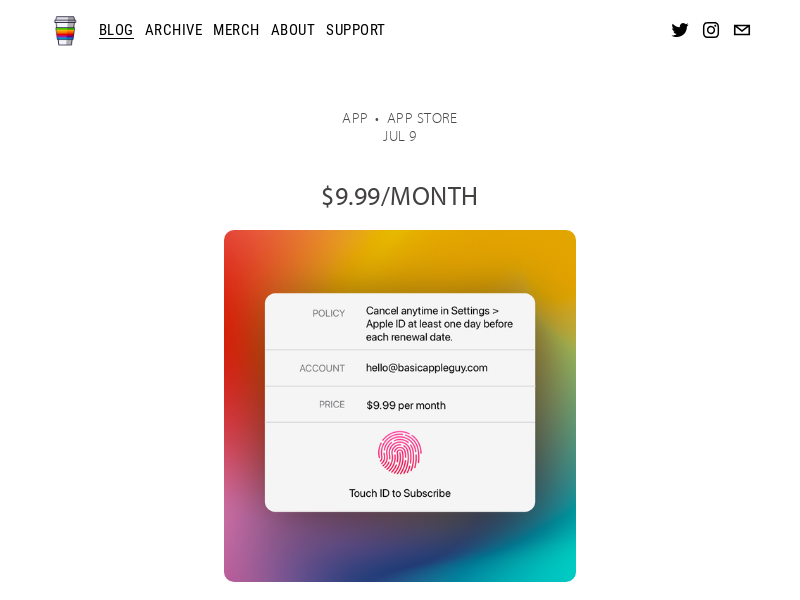 BLOG ARCHIVE MERCH ABOUT SUPPORT
APP • APP STORE
JUL 9
$9.99/MONTH
POLICY Cancel anytime in Settings >
Apple ID at least one day before
each renewal date.
ACCOUNT hello@basicappleguy.com
PRICE $9.99 per month
Touch ID to Subscribe